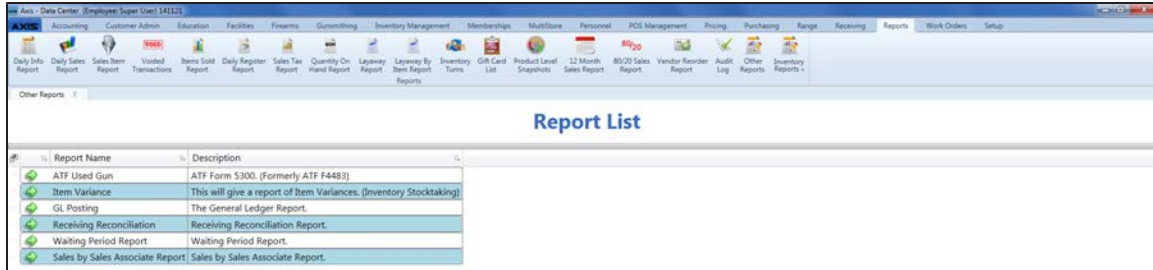 Axis - Data Center (Employee: Super User) 141121
AXIS Accounting Customer Admin Education Facilities Firearms Gunsmithing Inventory Management Memberships MultiStore Personnel POS Management Pricing Purchasing Range Receiving Reports Work Orders Setup
VOID 80/20
Daily Info Daily Sales Sales Item Voided Items Sold Daily Register Sales Tax Quantity On Layaway Layaway By Inventory Gift Card Product Level 12 Month 80/20 Sales Vendor Reorder Audit Other Inventory
Report Report Report Transactions Report Report Report Hand Report Report Item Report Turns List Snapshots Sales Report Report Report Log Reports Reports
Reports
Other Reports X
Report List
Report Name Description
ATF Used Gun ATF Form 5300. (Formerly ATF F4483)
Item Variance This will give a report of Item Variances. (Inventory Stocktaking)
GL Posting The General Ledger Report.
Receiving Reconciliation Receiving Reconciliation Report.
Waiting Period Report Waiting Period Report.
Sales by Sales Associate Report Sales by Sales Associate Report.